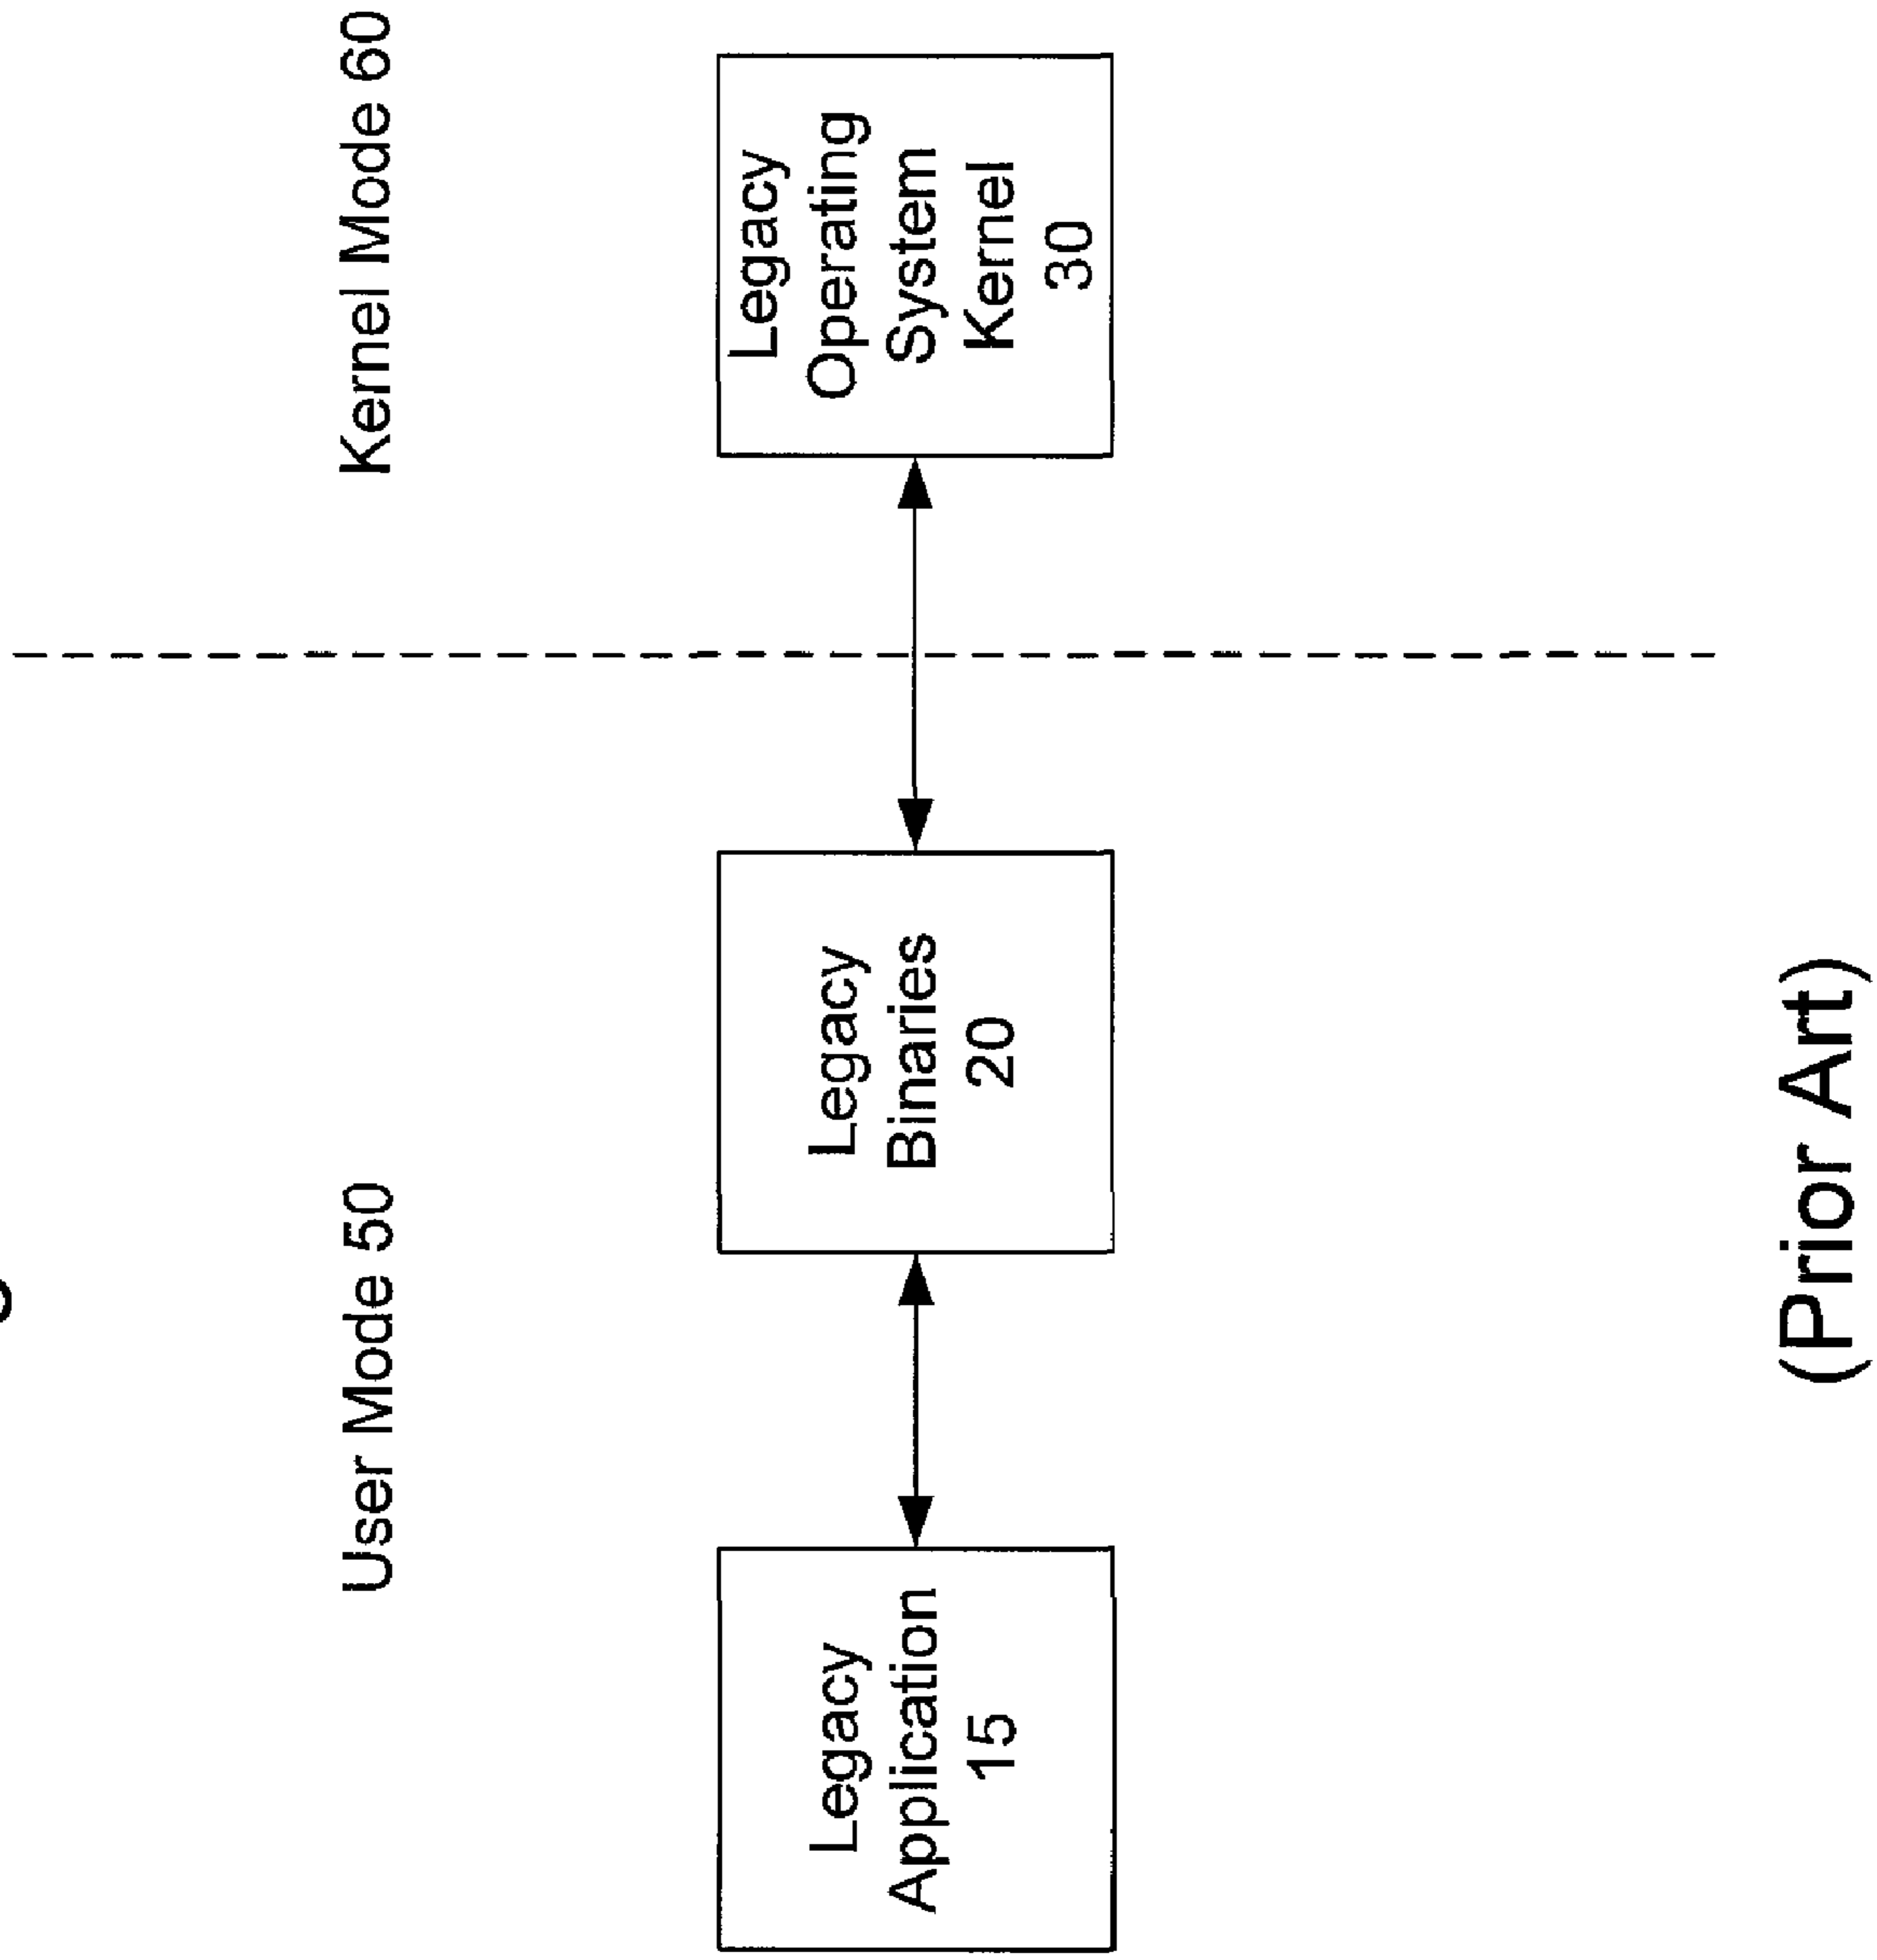 User Mode 50
Kernel Mode 60
Legacy
Application
15
Legacy
Binaries
20
Legacy
Operating
System
Kernel
30
(Prior Art)